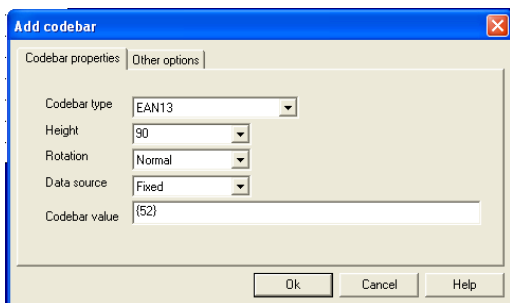 Add codebar
Codebar properties Other options
Codebar type EAN13
Height 90
Rotation Normal
Data source Fixed
Codebar value {52}
Ok Cancel Help